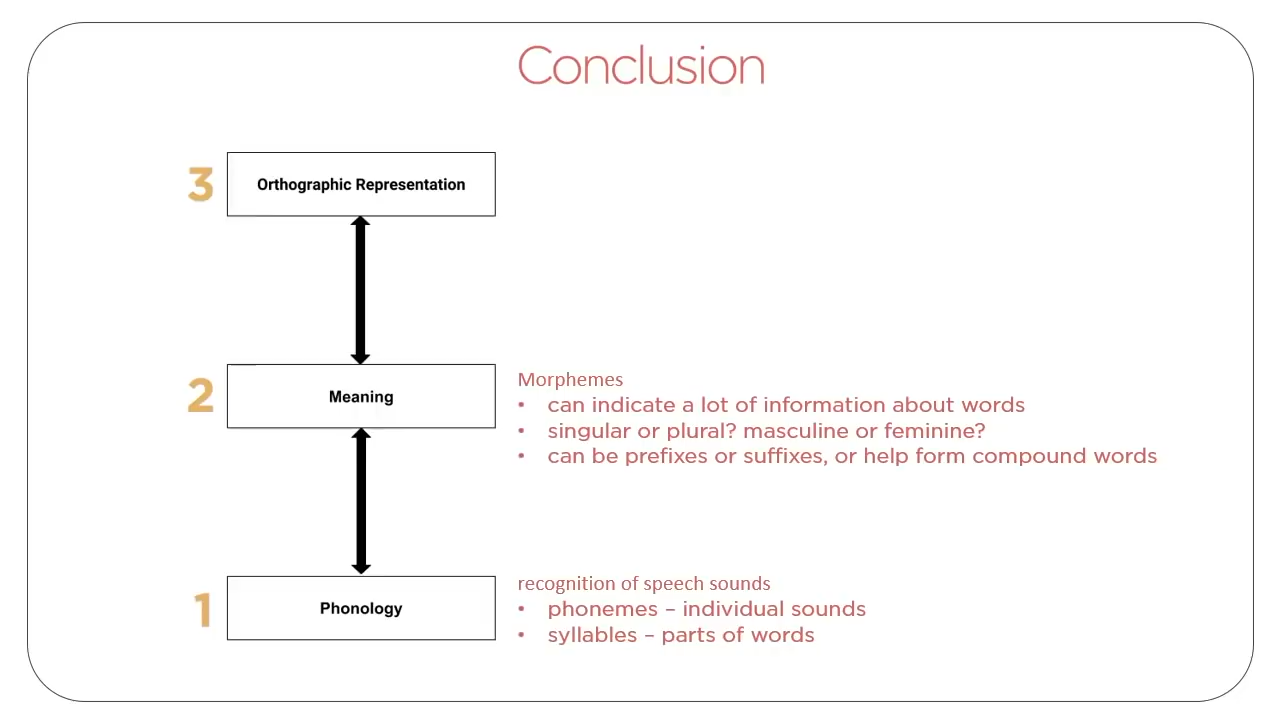 Conclusion
3
Orthographic Representation
2
Meaning
Morphemes
• can indicate a lot of information about words
• singular or plural? masculine or feminine?
• can be prefixes or suffixes, or help form compound words
1
Phonology
recognition of speech sounds
• phonemes – individual sounds
• syllables – parts of words